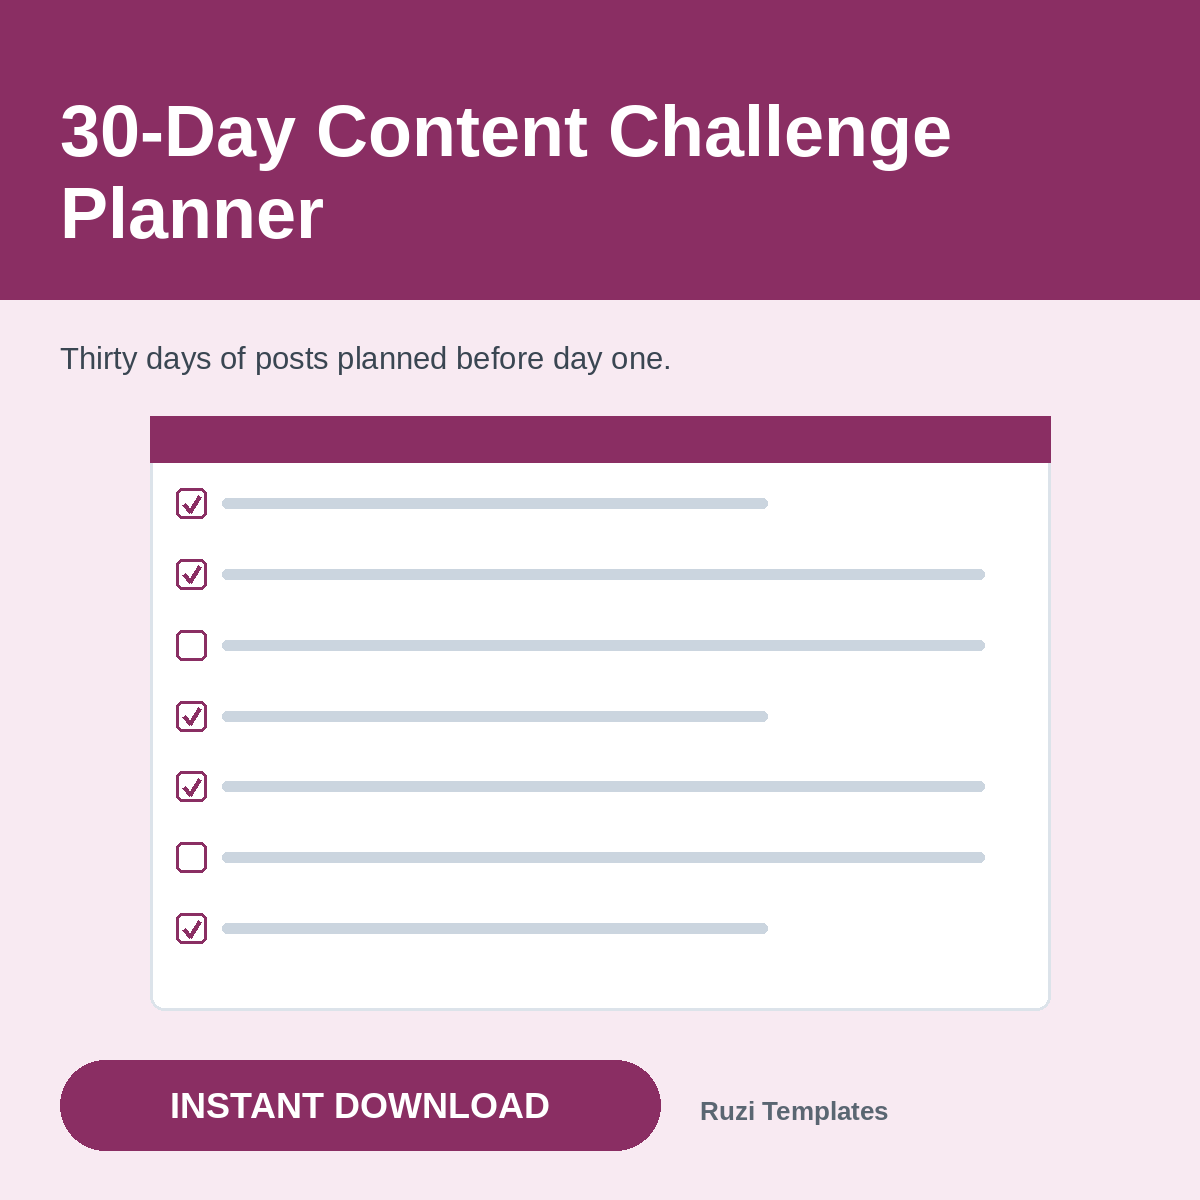 30-Day Content Challenge
Planner
Thirty days of posts planned before day one.
INSTANT DOWNLOAD
Ruzi Templates